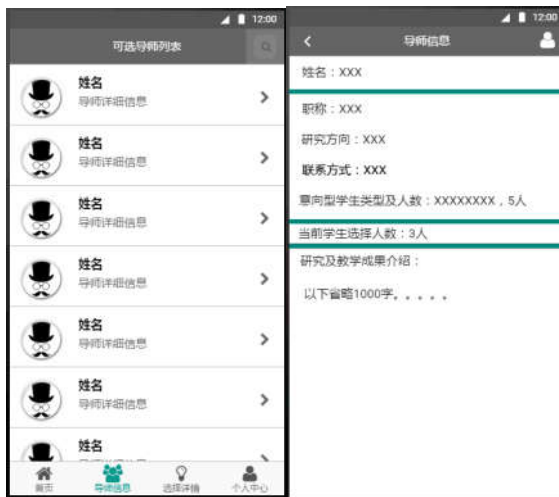 12:00
可选导师列表
姓名
导师详细信息
姓名
导师详细信息
姓名
导师详细信息
姓名
导师详细信息
姓名
导师详细信息
姓名
导师详细信息
姓名
首页
导师信息
选择详情
个人中心
12:00
导师信息
姓名：XXX
职称：XXX
研究方向：XXX
联系方式：XXX
意向型学生类型及人数：XXXXXXXX，5人
当前学生选择人数：3人
研究及教学成果介绍：
以下省略1000字。。。。。